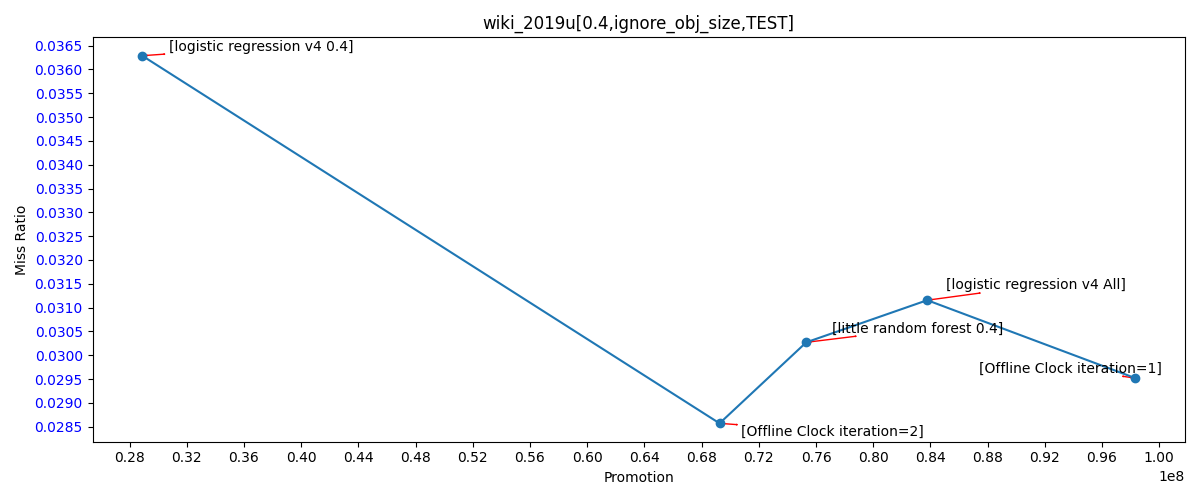 wiki_2019u[0.4,ignore_obj_size,TEST]
[logistic regression v4 0.4]
0.0365
0.0360
0.0355
0.0350
0.0345
0.0340
0.0335
0.0330
0.0325
0.0320
0.0315
0.0310
0.0305
0.0300
0.0295
0.0290
0.0285
Miss Ratio
[logistic regression v4 All]
[little random forest 0.4]
[Offline Clock iteration=1]
[Offline Clock iteration=2]
0.28 0.32 0.36 0.40 0.44 0.48 0.52 0.56 0.60 0.64 0.68 0.72 0.76 0.80 0.84 0.88 0.92 0.96 1.00
Promotion
1e8